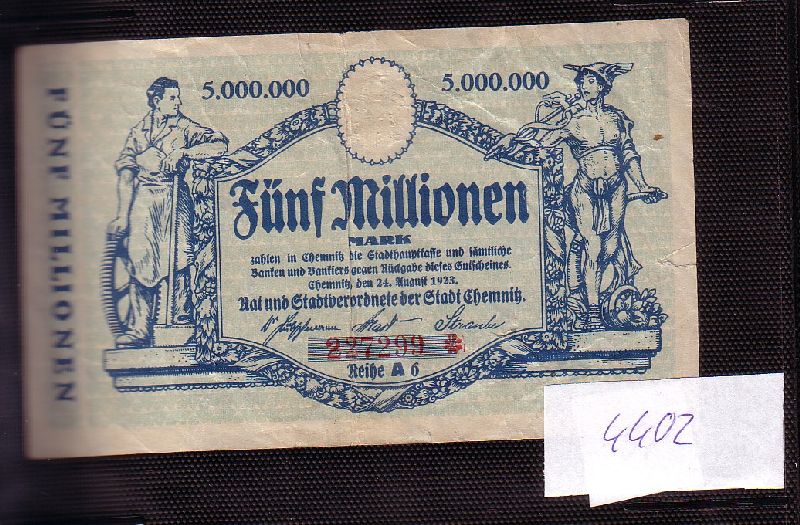 FÜNF MILLIONEN
5.000.000 5.000.000
Fünf Millionen
MARK
zahlen in Chemnitz die Stadthauptkasse und sämtliche
Banken und Bankiers gegen Rückgabe dieses Gutscheines.
Chemnitz, den 24. August 1923.
Rat und Stadtverordnete der Stadt Chemnitz.
227299 *
Reihe A 6
4402